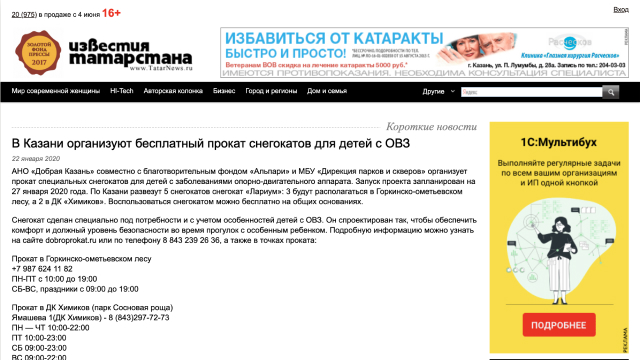 20 (975) в продаже с 4 июня 16+
Вход
ЗОЛОТОЙ
ФОНД
ПРЕССЫ
2017
известия
татарстана
www.TatarNews.ru
ИЗБАВИТЬСЯ ОТ КАТАРАКТЫ
БЫСТРО И ПРОСТО!
Ветеранам ВОВ скидка на лечение катаракты 5000 руб.*
Расческов
Клиника «Глазная хирургия Расческов»
г. Казань, ул. П. Лумумбы, д. 28а. Запись по тел.: 204-03-03
ИМЕЮТСЯ ПРОТИВОПОКАЗАНИЯ. НЕОБХОДИМА КОНСУЛЬТАЦИЯ СПЕЦИАЛИСТА
Мир современной женщины HI-Tech Авторская колонка Бизнес Город и регионы Дом и семья Другие
Короткие новости
В Казани организуют бесплатный прокат снегокатов для детей с ОВЗ
22 января 2020
АНО «Добрая Казань» совместно с благотворительным фондом «Альпари» и МБУ «Дирекция парков и скверов» организует
прокат специальных снегокатов для детей с заболеваниями опорно-двигательного аппарата. Запуск проекта запланирован на
27 января 2020 года. По Казани развезут 5 снегокатов «Лариум»: 3 будут располагаться в Горкинско-ометьевском
лесу, а 2 в ДК «Химиков». Воспользоваться снегокатом можно бесплатно на общих основаниях.
Снегокат сделан специально под потребности и с учетом особенностей детей с ОВЗ. Он спроектирован так, чтобы обеспечить
комфорт и должный уровень безопасности во время прогулок с особенным ребенком. Подробную информацию можно узнать
на сайте dobroprokat.ru или по телефону 8 843 239 26 36, а также в точках проката:
Прокат в Горкинско-ометьевском лесу
+7 987 624 11 82
ПН-ПТ с 10:00 до 19:00
СБ-ВС, праздники с 09:00 до 19:00
Прокат в ДК Химиков (парк Сосновая роща)
Ямашева 1(ДК Химиков) - 8 (843)297-72-73
ПН — ЧТ 10:00-22:00
ПТ 10:00-23:00
СБ 09:00-23:00
ВС 09:00-22:00
1С:Мультибух
Выполняйте регулярные задачи
по всем вашим организациям
и ИП одной кнопкой
ПОДРОБНЕЕ
РЕКЛАМА